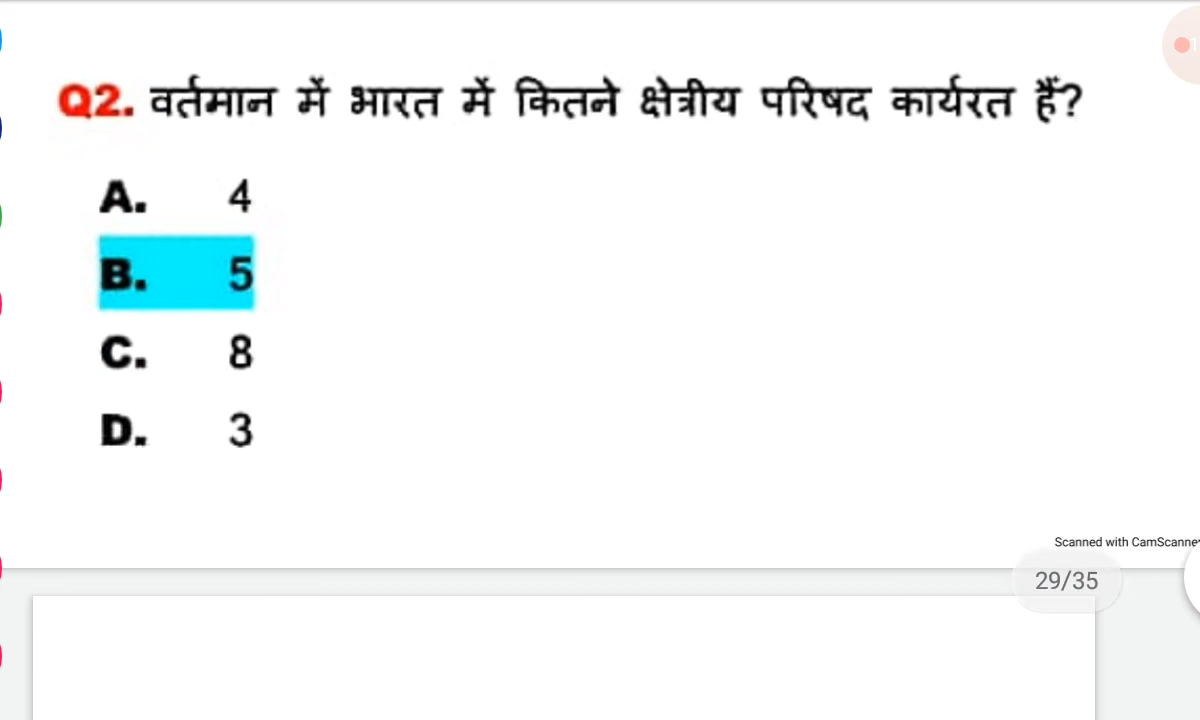 Q2. वर्तमान में भारत में कितने क्षेत्रीय परिषद कार्यरत हैं?
A. 4
B. 5
C. 8
D. 3
Scanned with CamScanne
29/35